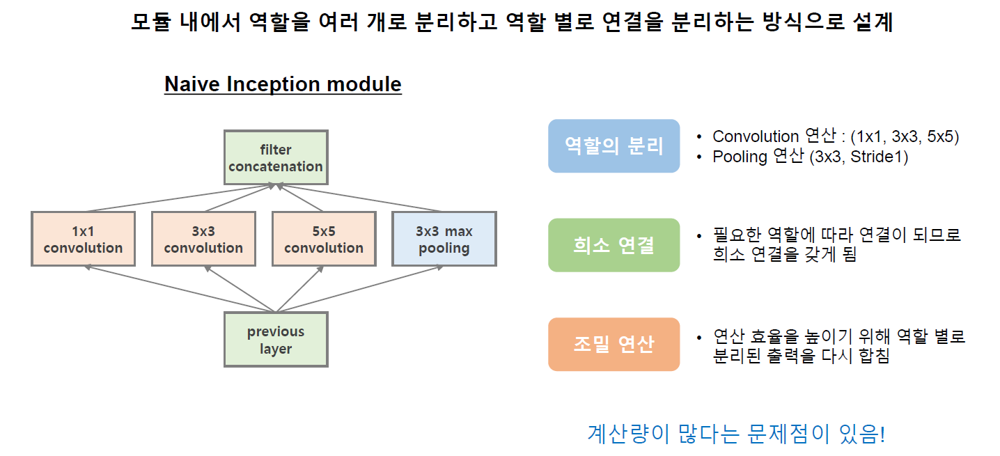 모듈 내에서 역할을 여러 개로 분리하고 역할 별로 연결을 분리하는 방식으로 설계
Naive Inception module
filter
concatenation
1x1
convolution
3x3
convolution
5x5
convolution
3x3 max
pooling
previous
layer
역할의 분리
• Convolution 연산 : (1x1, 3x3, 5x5)
• Pooling 연산 (3x3, Stride1)
희소 연결
• 필요한 역할에 따라 연결이 되므로
희소 연결을 갖게 됨
조밀 연산
• 연산 효율을 높이기 위해 역할 별로
분리된 출력을 다시 합침
계산량이 많다는 문제점이 있음!